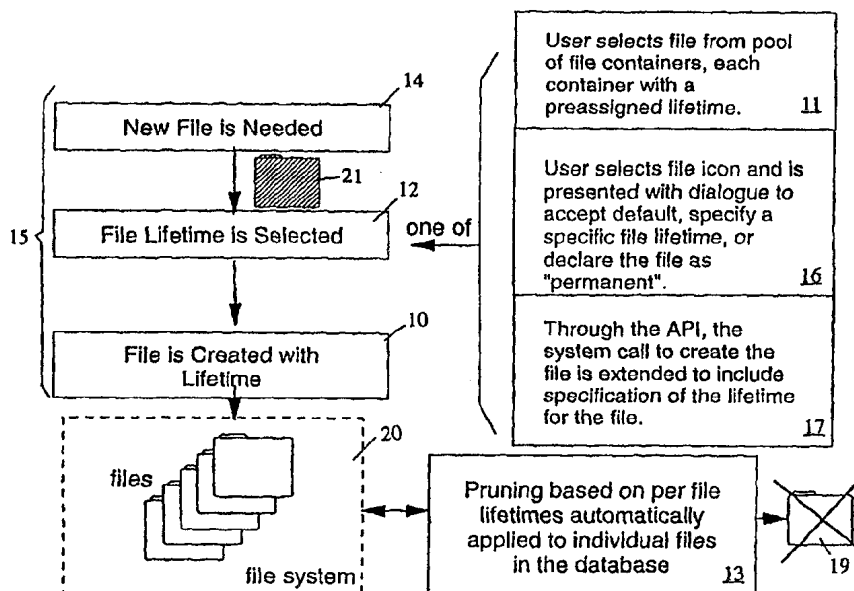 14
New File is Needed
21
12
15
File Lifetime is Selected
one of
10
File is Created with
Lifetime
20
files
file system
User selects file from pool
of file containers, each
container with a
preassigned lifetime.
11
User selects file icon and is
presented with dialogue to
accept default, specify a
specific file lifetime, or
declare the file as
"permanent".
16
Through the API, the
system call to create the
file is extended to include
specification of the lifetime
for the file.
17
Pruning based on per file
lifetimes automatically
applied to individual files
in the database
13
19